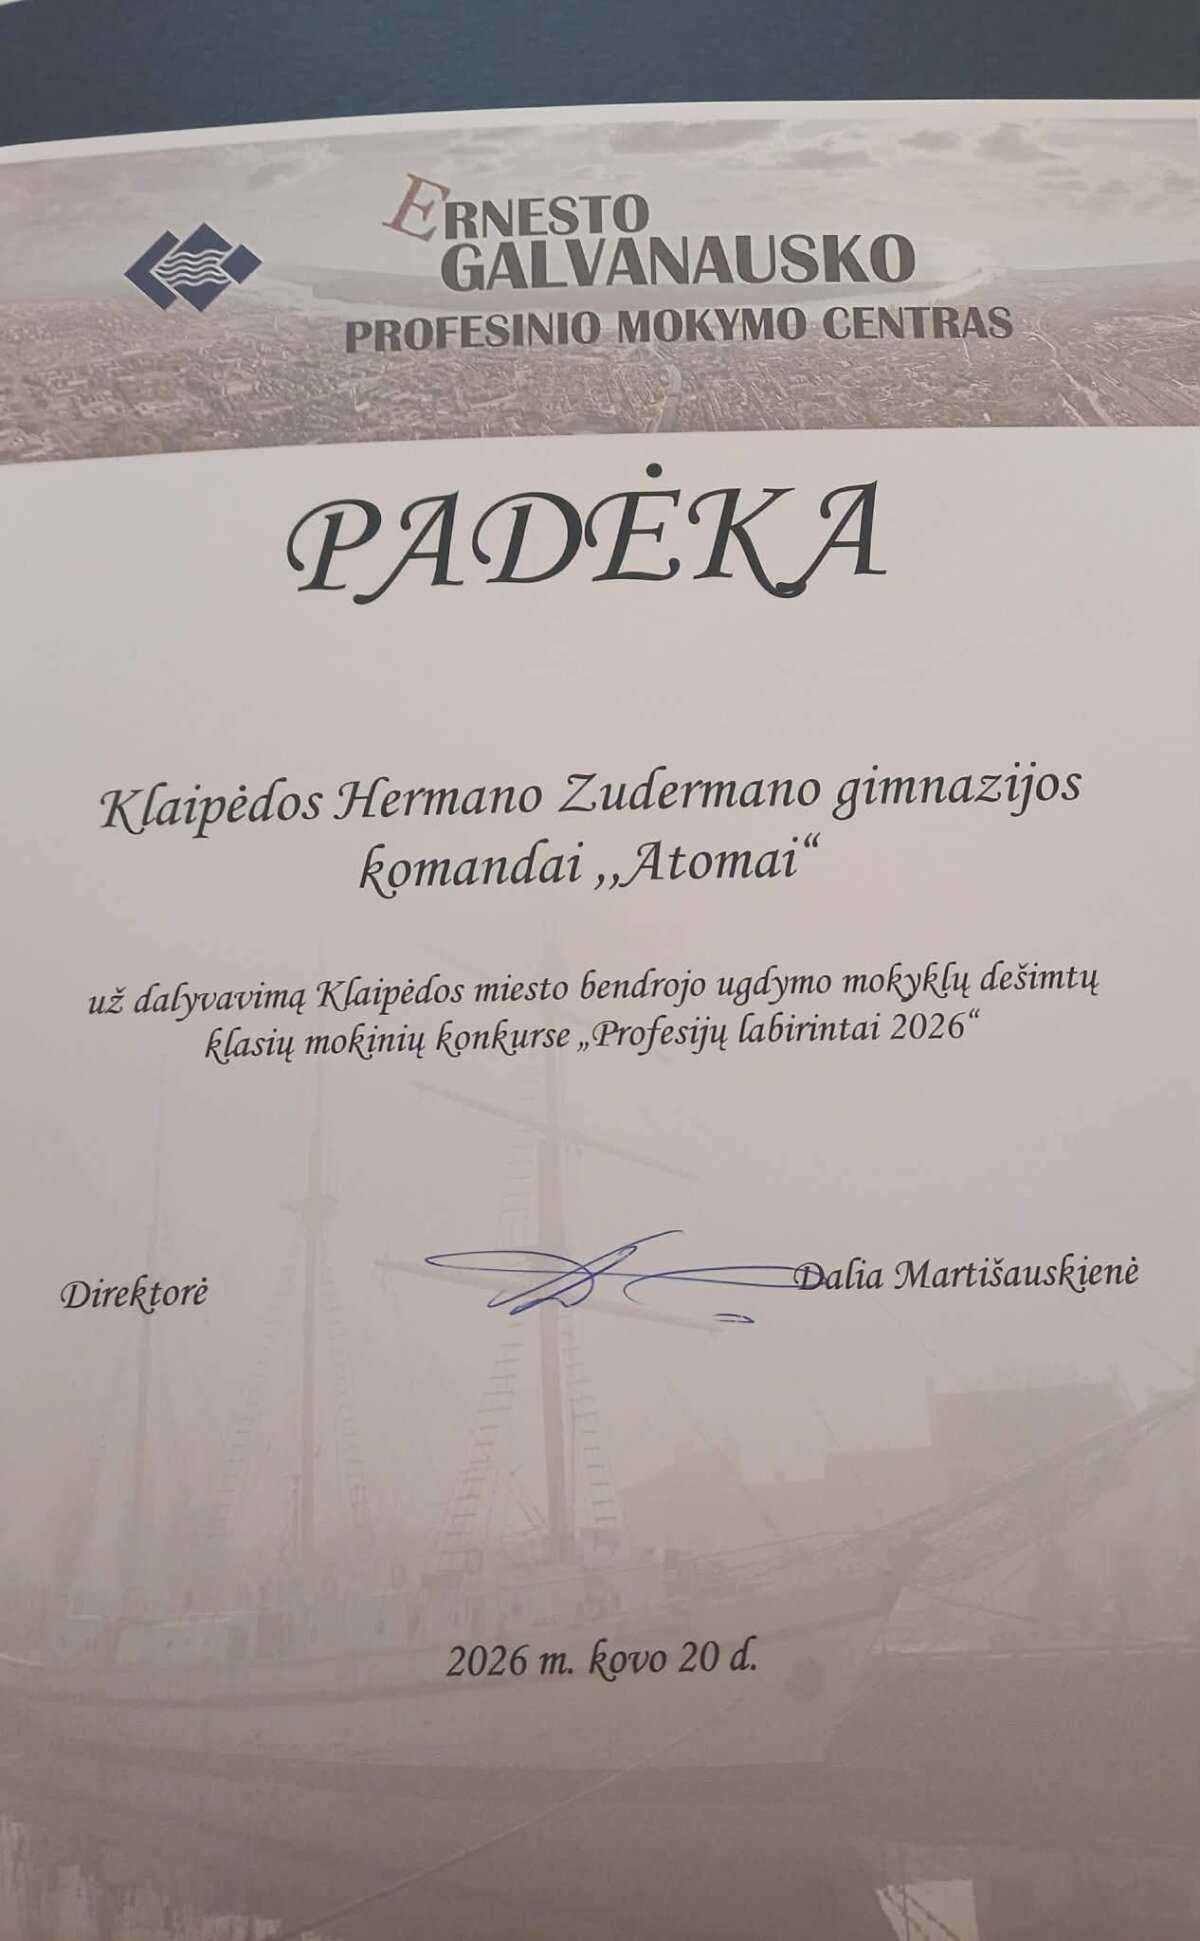 ERNESTO
GALVANAUSKO
PROFESINIO MOKYMO CENTRAS
PADĖKA
Klaipėdos Hermano Zudermano gimnazijos
komandai ,,Atomai“
už dalyvavimą Klaipėdos miesto bendrojo ugdymo mokyklų dešimtų
klasių mokinių konkurse „Profesijų labirintai 2026“
Direktorė Dalia Martišauskienė
2026 m. kovo 20 d.